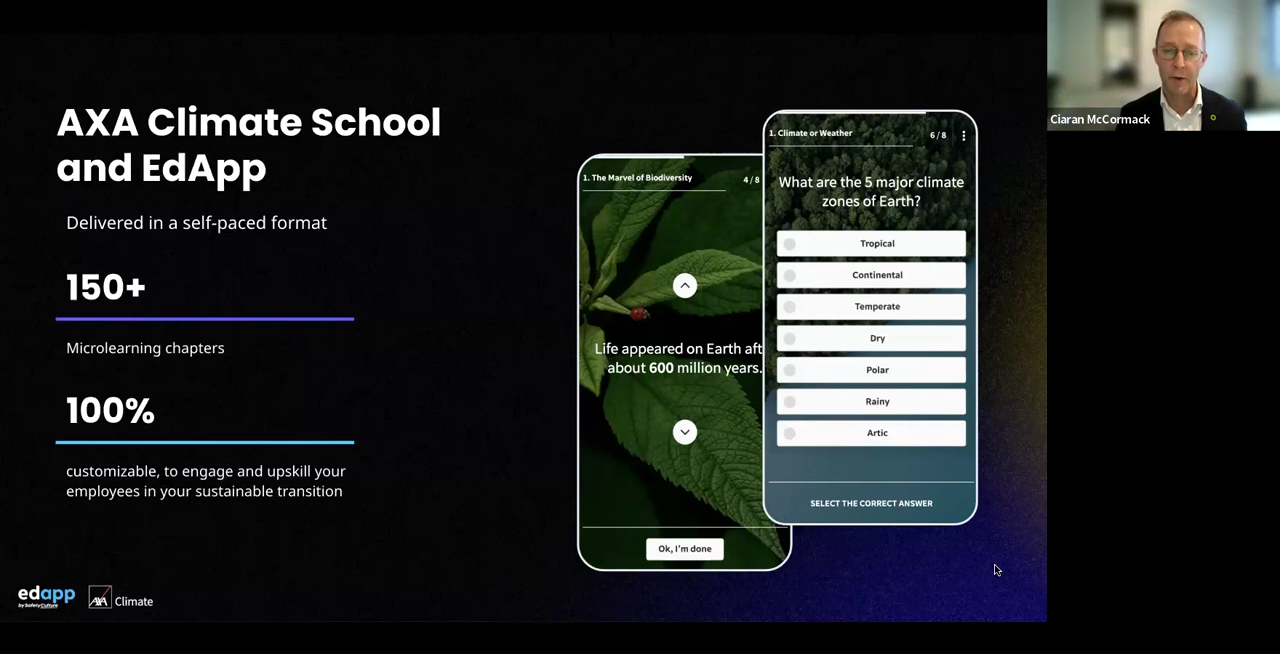 AXA Climate School
and EdApp
Delivered in a self-paced format
150+
Microlearning chapters
100%
customizable, to engage and upskill your
employees in your sustainable transition
edapp
by SafetyCulture
AXA
Climate
1. The Marvel of Biodiversity
4 / 8
Life appeared on Earth aft
about 600 million years.
Ok, I'm done
1. Climate or Weather
6 / 8
What are the 5 major climate
zones of Earth?
Tropical
Continental
Temperate
Dry
Polar
Rainy
Artic
SELECT THE CORRECT ANSWER
Ciaran McCormack